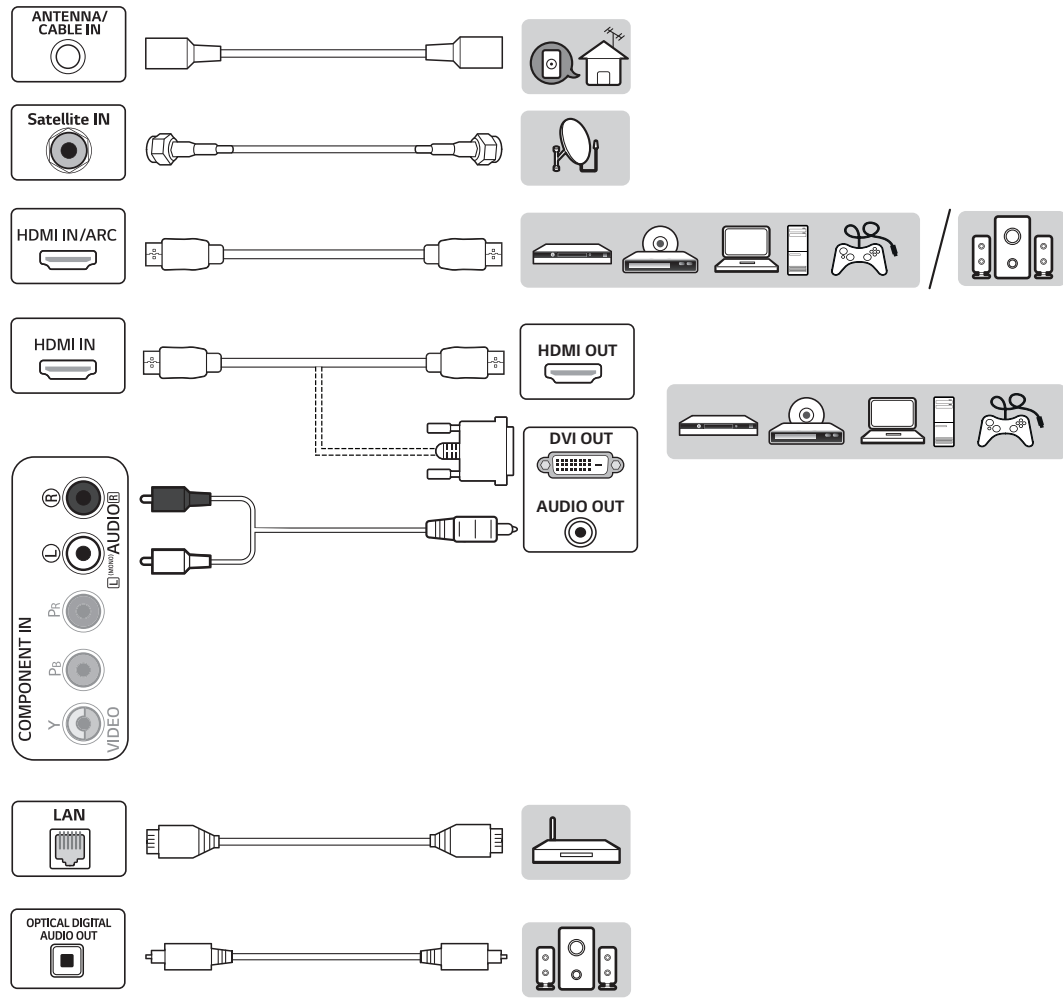 ANTENNA/
CABLE IN
Satellite IN
HDMI IN/ARC
HDMI IN
HDMI OUT
DVI OUT
AUDIO OUT
COMPONENT IN
R
L
PR
PB
Y
L (MONO) AUDIO R
VIDEO
LAN
OPTICAL DIGITAL
AUDIO OUT